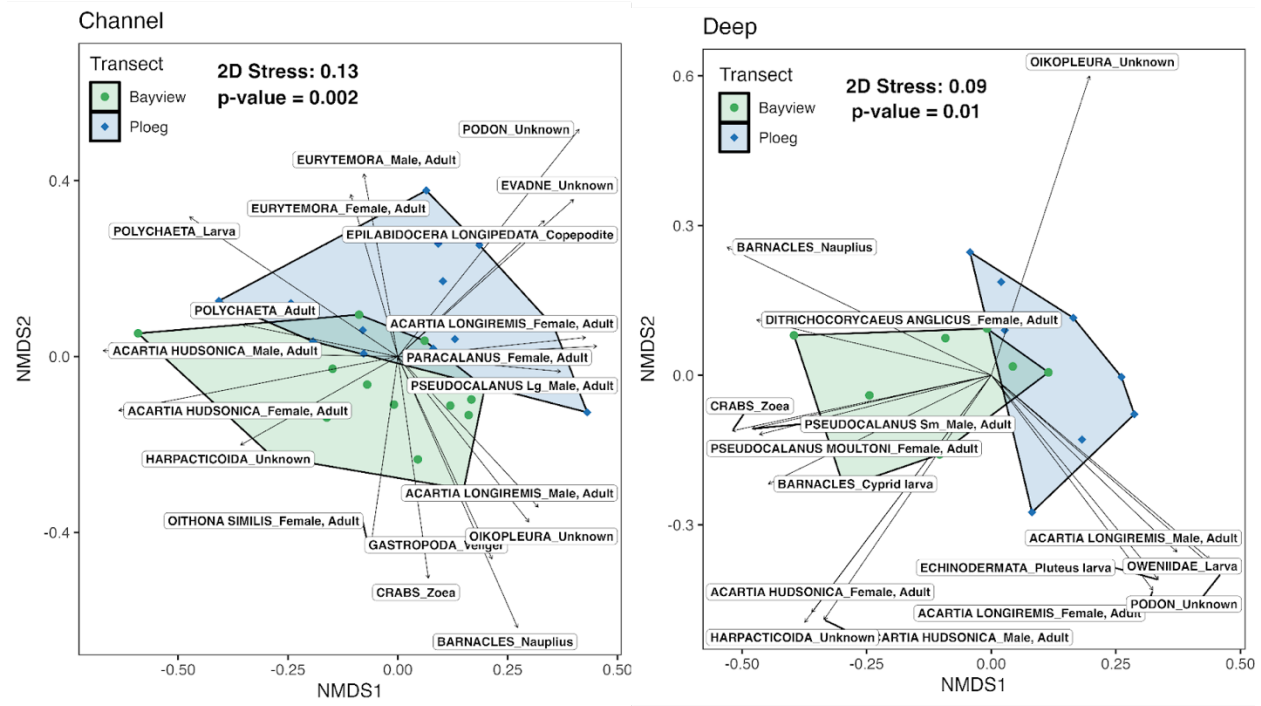 Channel
Transect
Bayview
Ploeg
2D Stress: 0.13
p-value = 0.002
PODON_Unknown
EURYTEMORA_Male, Adult
EVADNE_Unknown
EURYTEMORA_Female, Adult
POLYCHAETA_Larva
EPILABIDOCERA LONGIPEDATA_Copepodite
POLYCHAETA_Adult
ACARTIA LONGIREMIS_Female, Adult
ACARTIA HUDSONICA_Male, Adult
PARACALANUS_Female, Adult
PSEUDOCALANUS Lg_Male, Adult
ACARTIA HUDSONICA_Female, Adult
HARPACTICOIDA_Unknown
ACARTIA LONGIREMIS_Male, Adult
OITHONA SIMILIS_Female, Adult
OIKOPLEURA_Unknown
GASTROPODA_Veliger
CRABS_Zoea
BARNACLES_Nauplius
0.4
0.0
-0.4
NMDS2
-0.50
-0.25
0.00
0.25
0.50
NMDS1
Deep
Transect
Bayview
Ploeg
2D Stress: 0.09
p-value = 0.01
OIKOPLEURA_Unknown
BARNACLES_Nauplius
DITRICHOCORYCAEUS ANGLICUS_Female, Adult
CRABS_Zoea
PSEUDOCALANUS Sm_Male, Adult
PSEUDOCALANUS MOULTONI_Female, Adult
BARNACLES_Cyprid larva
ACARTIA LONGIREMIS_Male, Adult
ECHINODERMATA_Pluteus larva
OWENIIDAE_Larva
ACARTIA HUDSONICA_Female, Adult
PODON_Unknown
ACARTIA LONGIREMIS_Female, Adult
HARPACTICOIDA_Unknown
CARTIA HUDSONICA_Male, Adult
0.6
0.3
0.0
-0.3
NMDS2
-0.50
-0.25
0.00
0.25
0.50
NMDS1